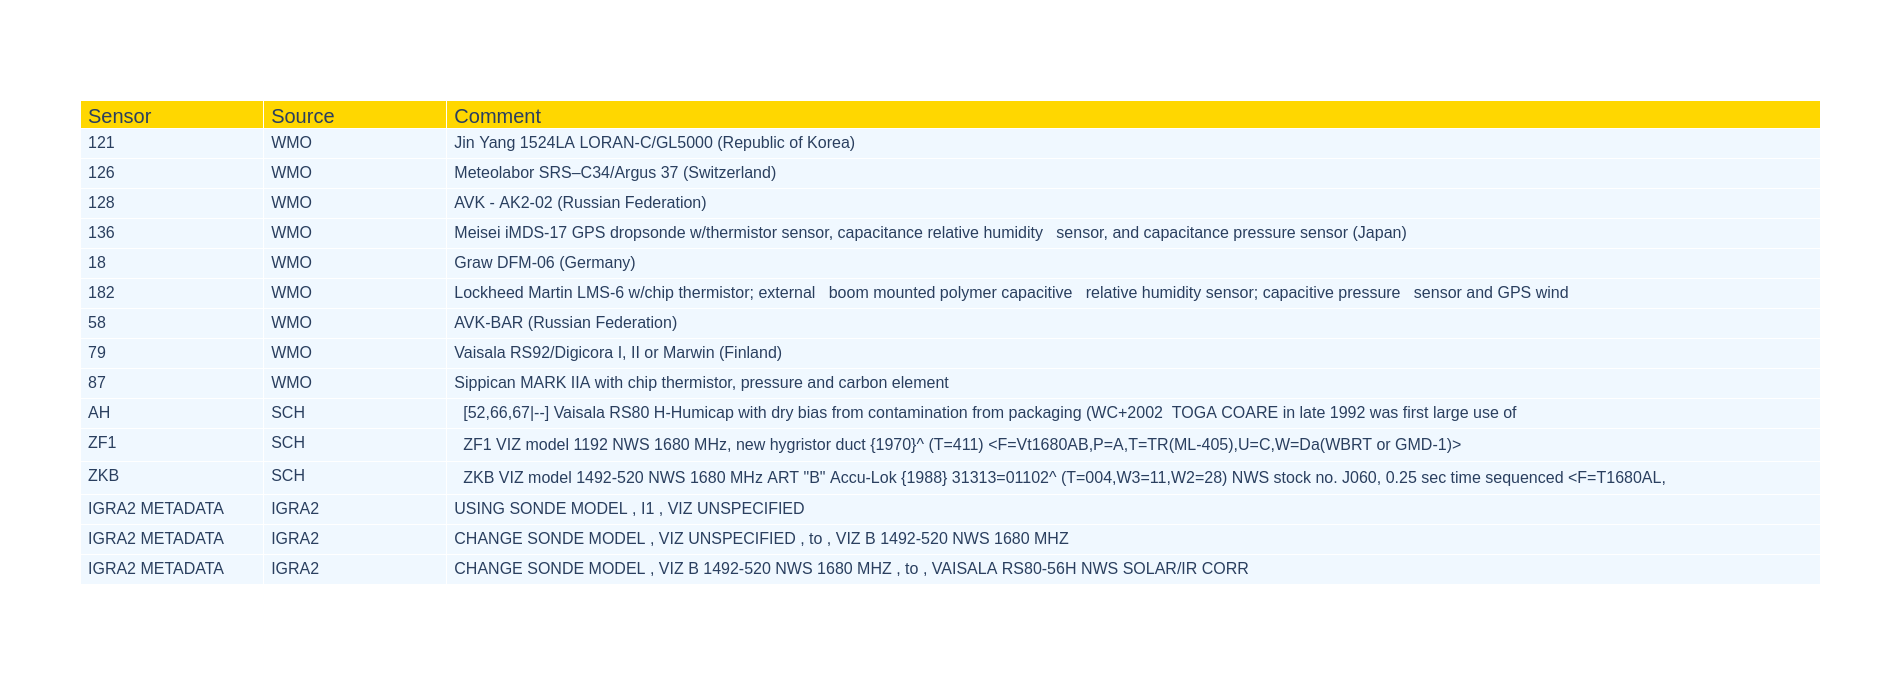 Sensor Source Comment
121 WMO Jin Yang 1524LA LORAN-C/GL5000 (Republic of Korea)
126 WMO Meteolabor SRS–C34/Argus 37 (Switzerland)
128 WMO AVK - AK2-02 (Russian Federation)
136 WMO Meisei iMDS-17 GPS dropsonde w/thermistor sensor, capacitance relative humidity   sensor, and capacitance pressure sensor (Japan)
18 WMO Graw DFM-06 (Germany)
182 WMO Lockheed Martin LMS-6 w/chip thermistor; external   boom mounted polymer capacitive   relative humidity sensor; capacitive pressure   sensor and GPS wind
58 WMO AVK-BAR (Russian Federation)
79 WMO Vaisala RS92/Digicora I, II or Marwin (Finland)
87 WMO Sippican MARK IIA with chip thermistor, pressure and carbon element
AH SCH [52,66,67|--] Vaisala RS80 H-Humicap with dry bias from contamination from packaging (WC+2002  TOGA COARE in late 1992 was first large use of
ZF1 SCH ZF1 VIZ model 1192 NWS 1680 MHz, new hygristor duct {1970}^ (T=411) <F=Vt1680AB,P=A,T=TR(ML-405),U=C,W=Da(WBRT or GMD-1)>
ZKB SCH ZKB VIZ model 1492-520 NWS 1680 MHz ART "B" Accu-Lok {1988} 31313=01102^ (T=004,W3=11,W2=28) NWS stock no. J060, 0.25 sec time sequenced <F=T1680AL,
IGRA2 METADATA IGRA2 USING SONDE MODEL , I1 , VIZ UNSPECIFIED
IGRA2 METADATA IGRA2 CHANGE SONDE MODEL , VIZ UNSPECIFIED , to , VIZ B 1492-520 NWS 1680 MHZ
IGRA2 METADATA IGRA2 CHANGE SONDE MODEL , VIZ B 1492-520 NWS 1680 MHZ , to , VAISALA RS80-56H NWS SOLAR/IR CORR